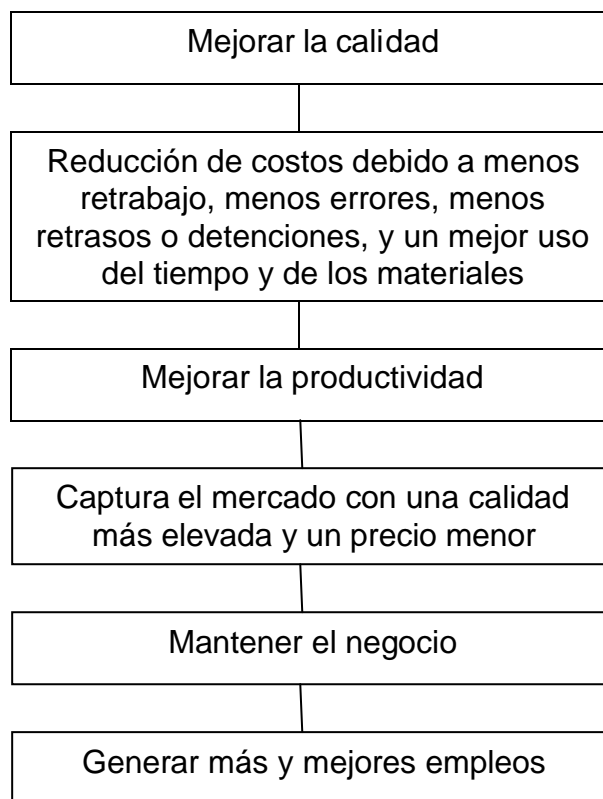 Mejorar la calidad
Reducción de costos debido a menos
retrabajo, menos errores, menos
retrasos o detenciones, y un mejor uso
del tiempo y de los materiales
Mejorar la productividad
Captura el mercado con una calidad
más elevada y un precio menor
Mantener el negocio
Generar más y mejores empleos